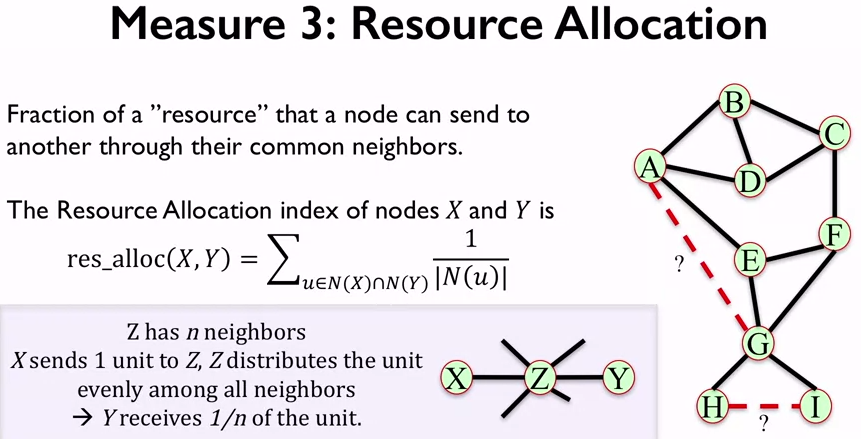 Measure 3: Resource Allocation
Fraction of a ”resource” that a node can send to
another through their common neighbors.
The Resource Allocation index of nodes X and Y is
res_alloc(X, Y) = ∑u∈N(X)∩N(Y) 1/|N(u)|
Z has n neighbors
X sends 1 unit to Z, Z distributes the unit
evenly among all neighbors
→ Y receives 1/n of the unit.
X Z Y
B
C
A
D
F
E
?
G
H I
?